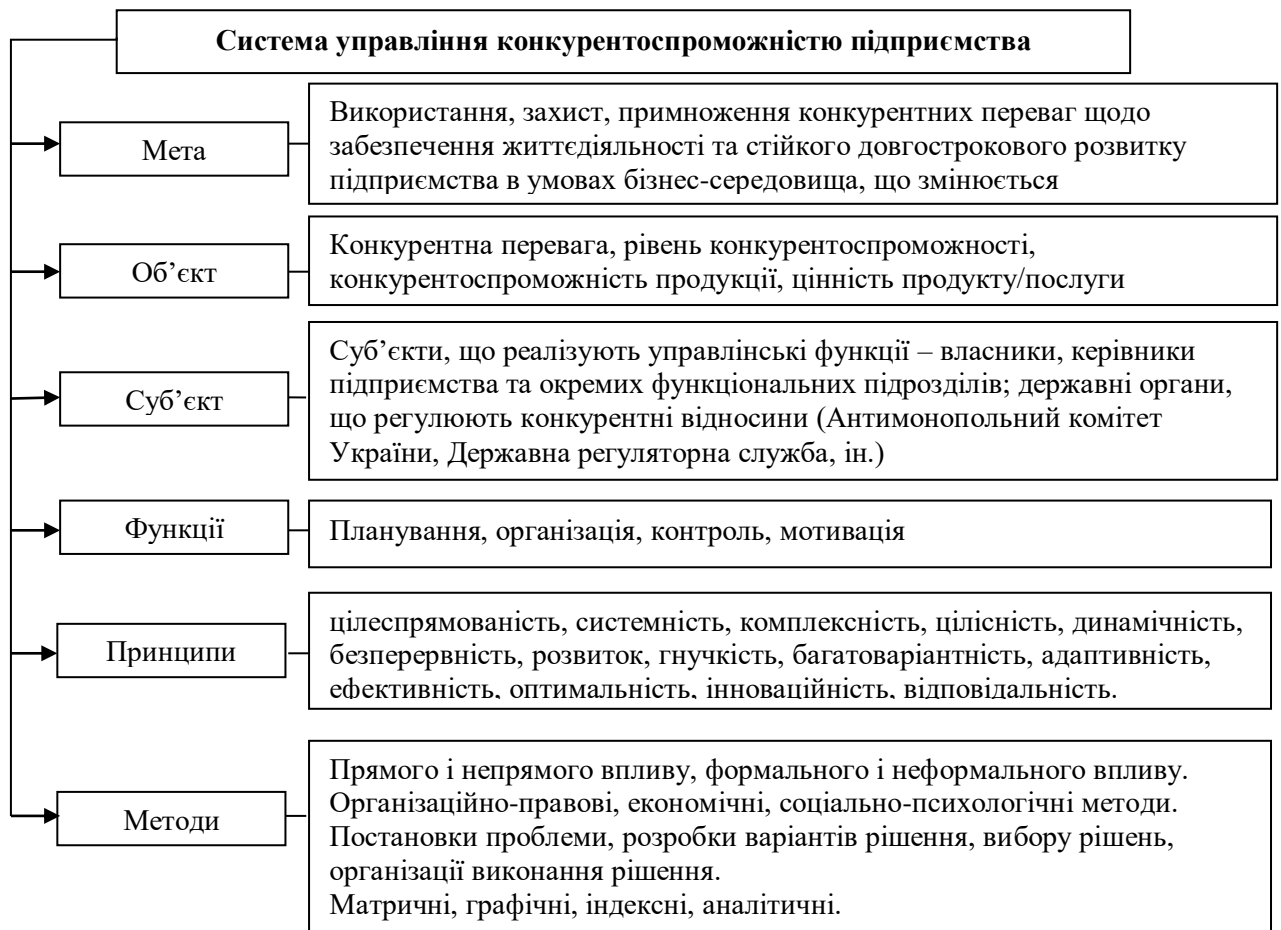 Система управління конкурентоспроможністю підприємства
Мета
Використання, захист, примноження конкурентних переваг щодо
забезпечення життєдіяльності та стійкого довгострокового розвитку
підприємства в умовах бізнес-середовища, що змінюється
Об’єкт
Конкурентна перевага, рівень конкурентоспроможності,
конкурентоспроможність продукції, цінність продукту/послуги
Суб’єкт
Суб’єкти, що реалізують управлінські функції – власники, керівники
підприємства та окремих функціональних підрозділів; державні органи,
що регулюють конкурентні відносини (Антимонопольний комітет
України, Державна регуляторна служба, ін.)
Функції
Планування, організація, контроль, мотивація
Принципи
цілеспрямованість, системність, комплексність, цілісність, динамічність,
безперервність, розвиток, гнучкість, багатоваріантність, адаптивність,
ефективність, оптимальність, інноваційність, відповідальність.
Методи
Прямого і непрямого впливу, формального і неформального впливу.
Організаційно-правові, економічні, соціально-психологічні методи.
Постановки проблеми, розробки варіантів рішення, вибору рішень,
організації виконання рішення.
Матричні, графічні, індексні, аналітичні.